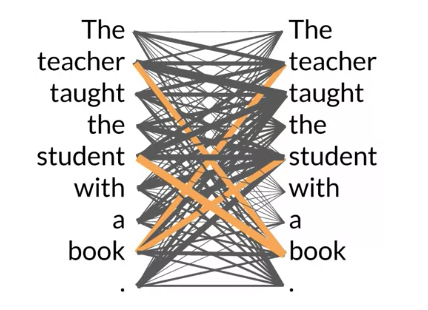 The The
teacher teacher
taught taught
the the
student student
with with
a a
book book
. .